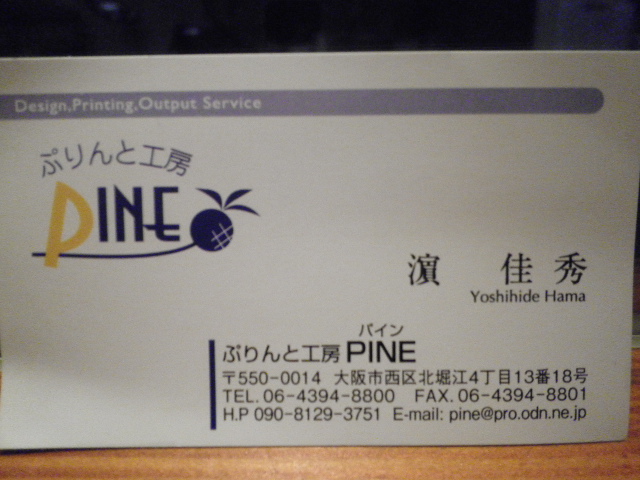 Design,Printing,Output Service
ぷりんと工房
PINE
濵 佳秀
Yoshihide Hama
パイン
ぷりんと工房 PINE
〒550-0014 大阪市西区北堀江4丁目13番18号
TEL. 06-4394-8800 FAX. 06-4394-8801
H.P 090-8129-3751 E-mail: pine@pro.odn.ne.jp